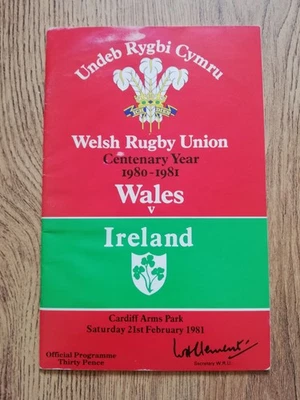 Undeb Rygbi Cymru
Welsh Rugby Union
Centenary Year
1980-1981
Wales
v
Ireland
Cardiff Arms Park
Saturday 21st February 1981
Official Programme
Thirty Pence
Secretary W.R.U.